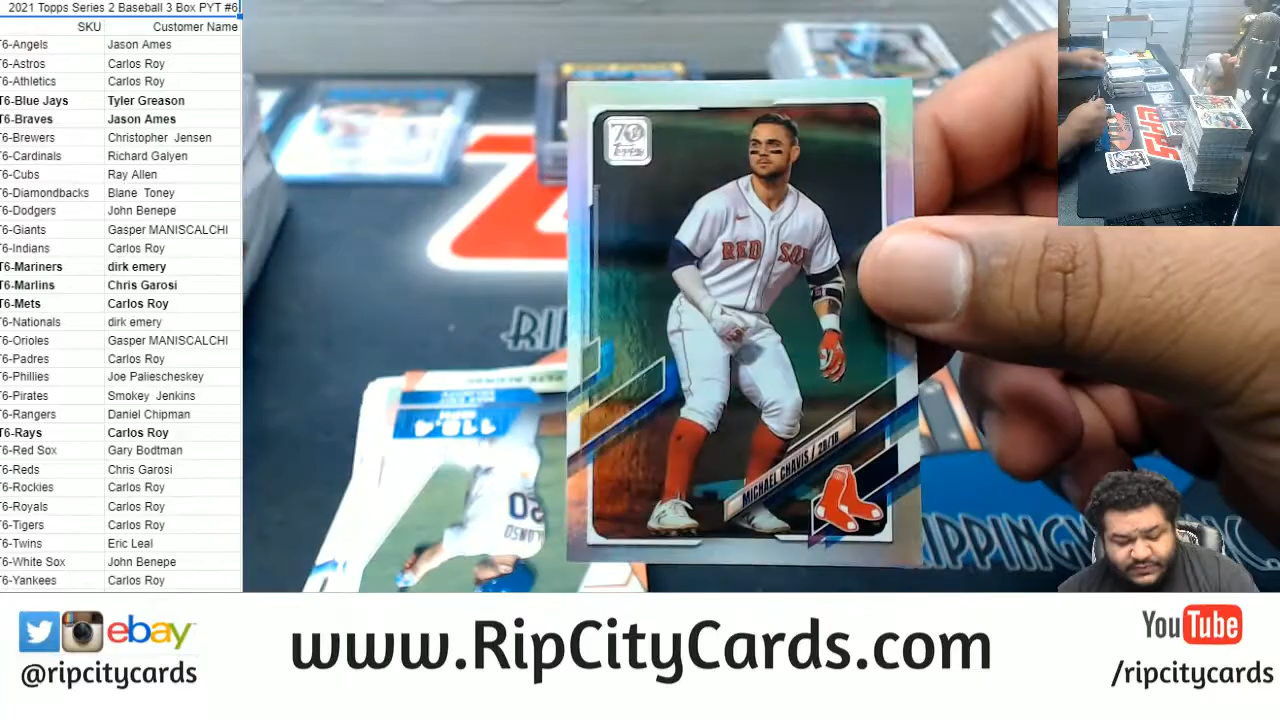 2021 Topps Series 2 Baseball 3 Box PYT #6
SKU Customer Name
T6-Angels Jason Ames
T6-Astros Carlos Roy
T6-Athletics Carlos Roy
T6-Blue Jays Tyler Greason
T6-Braves Jason Ames
T6-Brewers Christopher Jensen
T6-Cardinals Richard Galyen
T6-Cubs Ray Allen
T6-Diamondbacks Blane Toney
T6-Dodgers John Benepe
T6-Giants Gasper MANISCALCHI
T6-Indians Carlos Roy
T6-Mariners dirk emery
T6-Marlins Chris Garosi
T6-Mets Carlos Roy
T6-Nationals dirk emery
T6-Orioles Gasper MANISCALCHI
T6-Padres Carlos Roy
T6-Phillies Joe Paliescheskey
T6-Pirates Smokey Jenkins
T6-Rangers Daniel Chipman
T6-Rays Carlos Roy
T6-Red Sox Gary Bodtman
T6-Reds Chris Garosi
T6-Rockies Carlos Roy
T6-Royals Carlos Roy
T6-Tigers Carlos Roy
T6-Twins Eric Leal
T6-White Sox John Benepe
T6-Yankees Carlos Roy
70
Topps
RED SOX
MICHAEL CHAVIS / 2B/1B
118.4
MPH
20
RIPPING
ebay
@ripcitycards
www.RipCityCards.com
YouTube
/ripcitycards